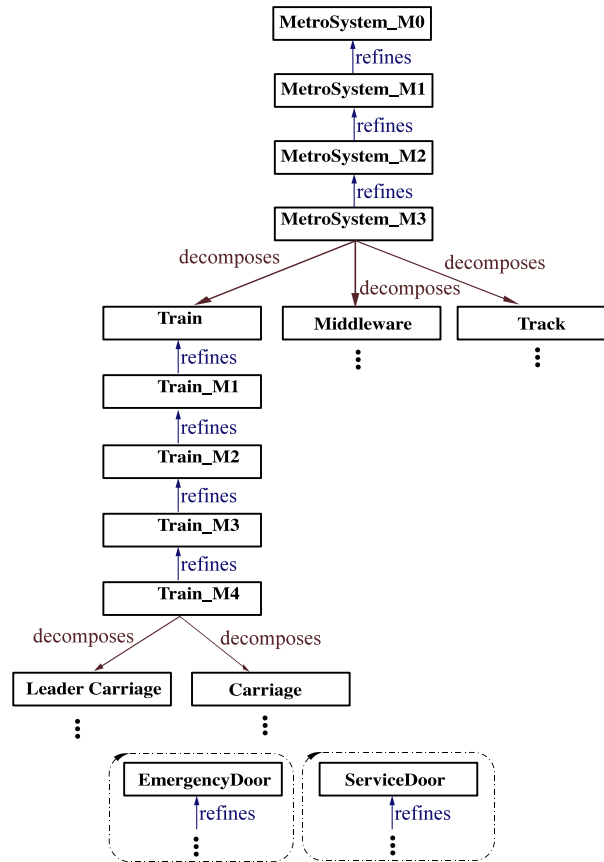 MetroSystem_M0
refines
MetroSystem_M1
refines
MetroSystem_M2
refines
MetroSystem_M3
decomposes
decomposes
decomposes
Train
Middleware
Track
refines
Train_M1
refines
Train_M2
refines
Train_M3
refines
Train_M4
decomposes
decomposes
Leader Carriage
Carriage
EmergencyDoor
ServiceDoor
refines
refines